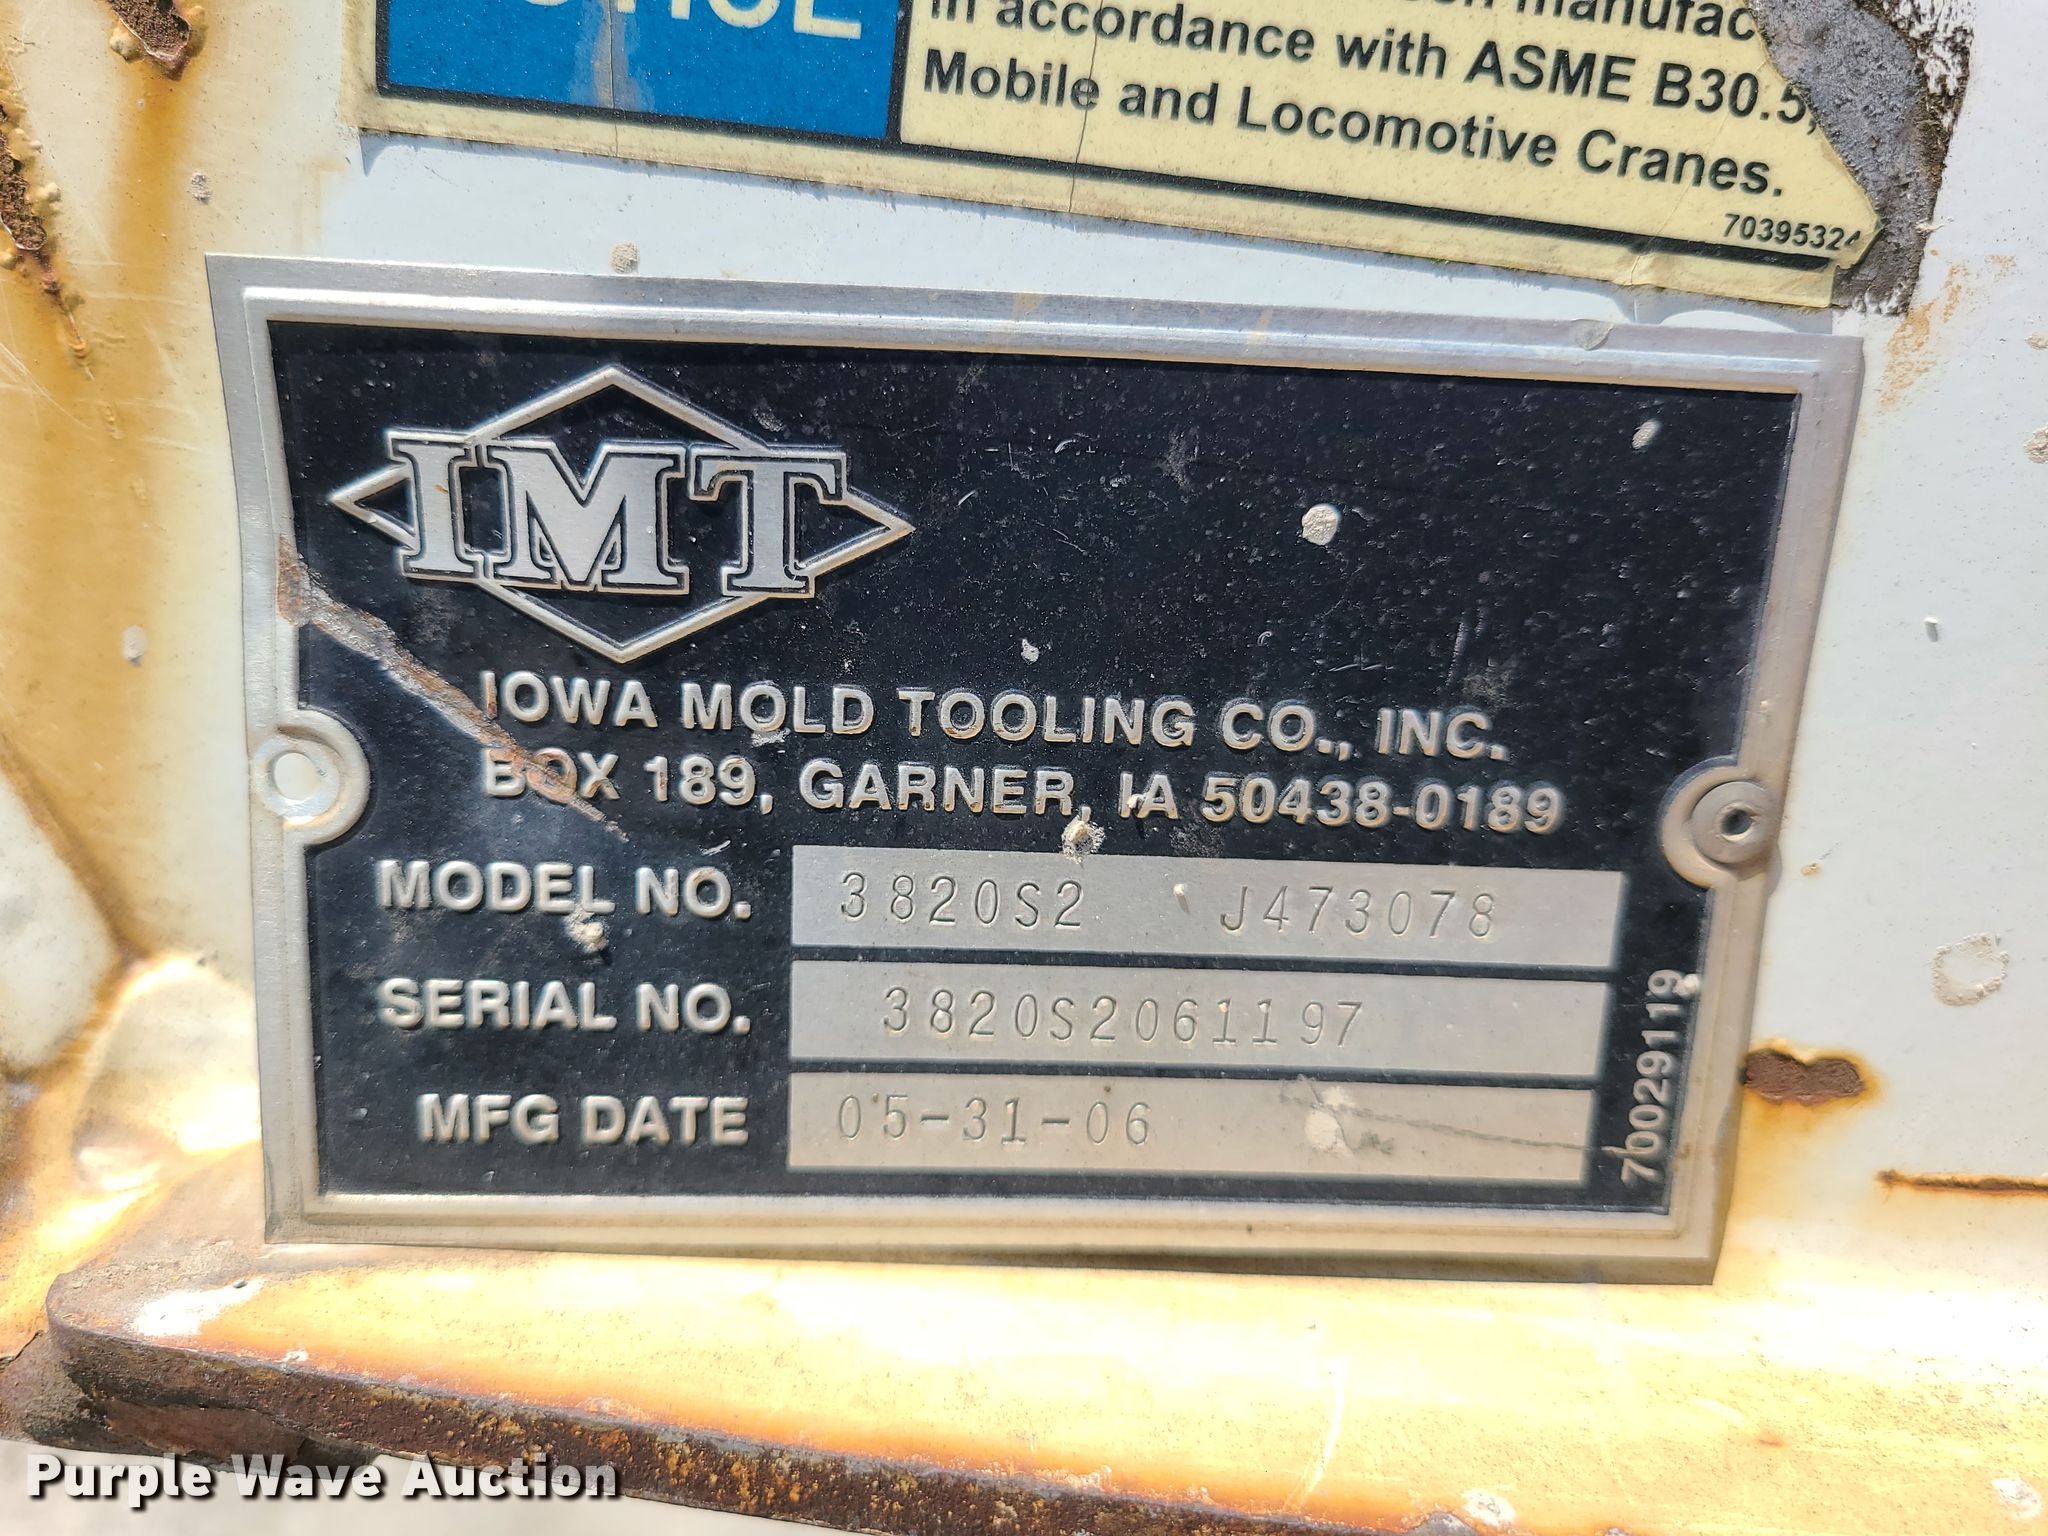 in accordance with ASME B30.5,
Mobile and Locomotive Cranes.
70395324
IMT
IOWA MOLD TOOLING CO., INC.
BOX 189, GARNER, IA 50438-0189
MODEL NO. 3820S2 J473078
SERIAL NO. 3820S2061197
MFG DATE 05-31-06
70029119
Purple Wave Auction